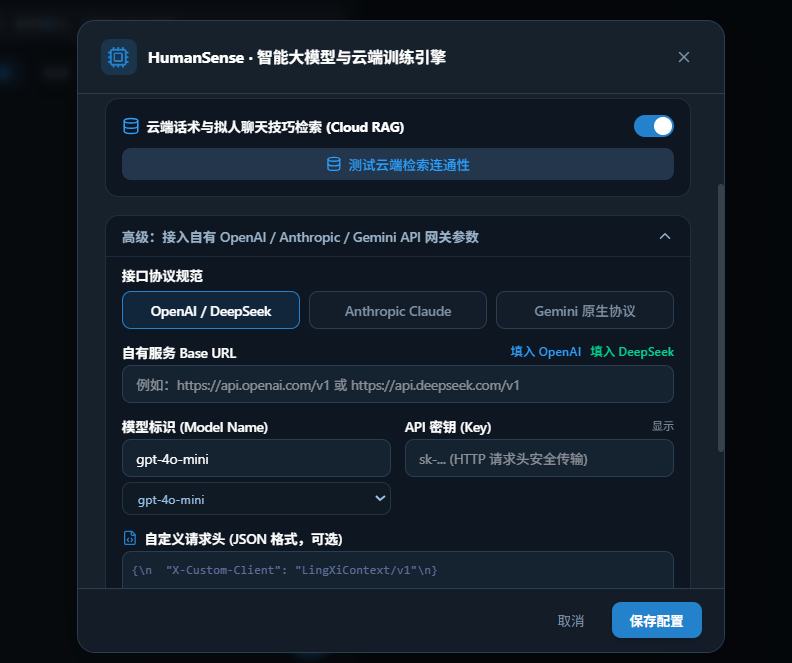 HumanSense · 智能大模型与云端训练引擎
云端话术与拟人聊天技巧检索 (Cloud RAG)
测试云端检索连通性
高级：接入自有 OpenAI / Anthropic / Gemini API 网关参数
接口协议规范
OpenAI / DeepSeek
Anthropic Claude
Gemini 原生协议
自有服务 Base URL
填入 OpenAI 填入 DeepSeek
例如：https://api.openai.com/v1 或 https://api.deepseek.com/v1
模型标识 (Model Name)
gpt-4o-mini
gpt-4o-mini
API 密钥 (Key)
显示
sk-... (HTTP 请求头安全传输)
自定义请求头 (JSON 格式，可选)
{\n  "X-Custom-Client": "LingXiContext/v1"\n}
取消
保存配置